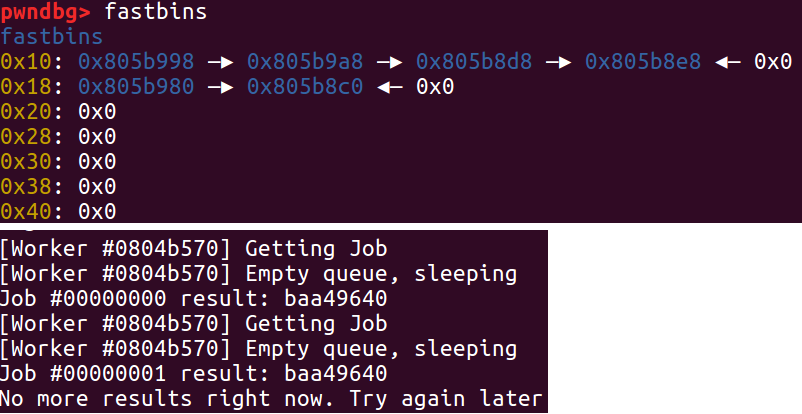 pwndbg> fastbins
fastbins
0x10: 0x805b998 —► 0x805b9a8 —► 0x805b8d8 —► 0x805b8e8 ◄— 0x0
0x18: 0x805b980 —► 0x805b8c0 ◄— 0x0
0x20: 0x0
0x28: 0x0
0x30: 0x0
0x38: 0x0
0x40: 0x0
[Worker #0804b570] Getting Job
[Worker #0804b570] Empty queue, sleeping
Job #00000000 result: baa49640
[Worker #0804b570] Getting Job
[Worker #0804b570] Empty queue, sleeping
Job #00000001 result: baa49640
No more results right now. Try again later